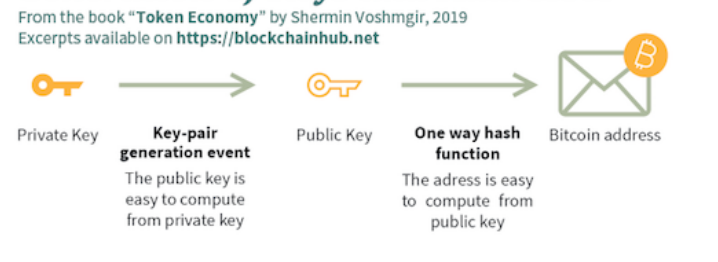 From the book “Token Economy” by Shermin Voshmgir, 2019
Excerpts available on https://blockchainhub.net
Private Key
Key-pair
generation event
The public key is
easy to compute
from private key
Public Key
One way hash
function
The adress is easy
to compute from
public key
Bitcoin address